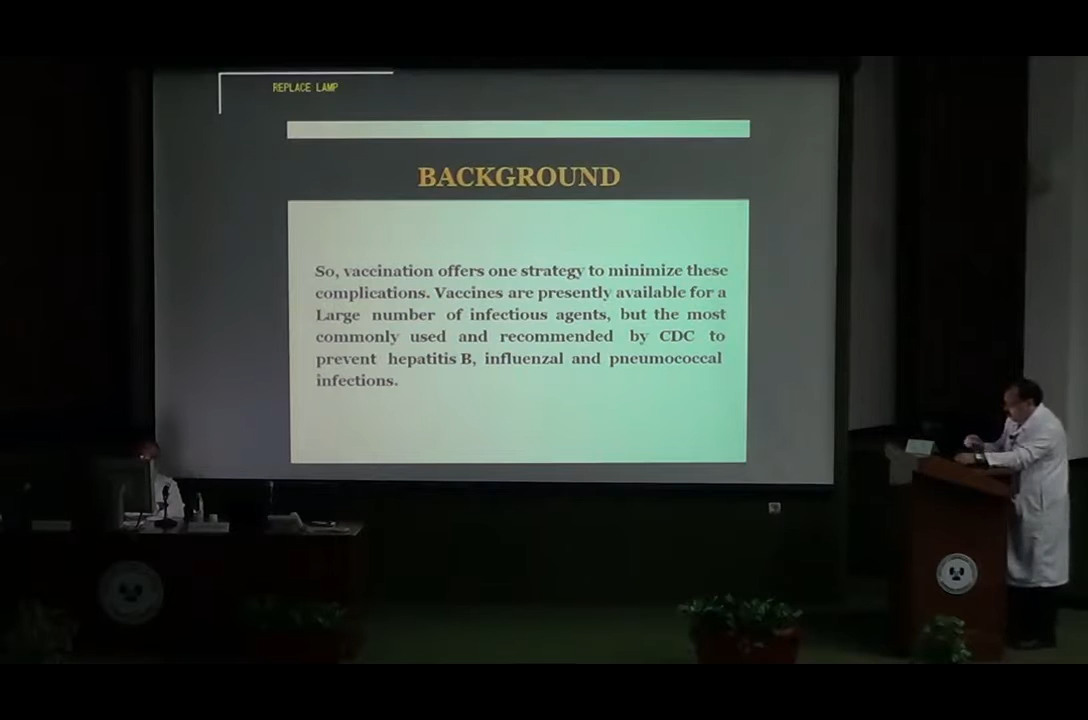 REPLACE LAMP
BACKGROUND
So, vaccination offers one strategy to minimize these
complications. Vaccines are presently available for a
Large number of infectious agents, but the most
commonly used and recommended by CDC to
prevent hepatitis B, influenzal and pneumococcal
infections.